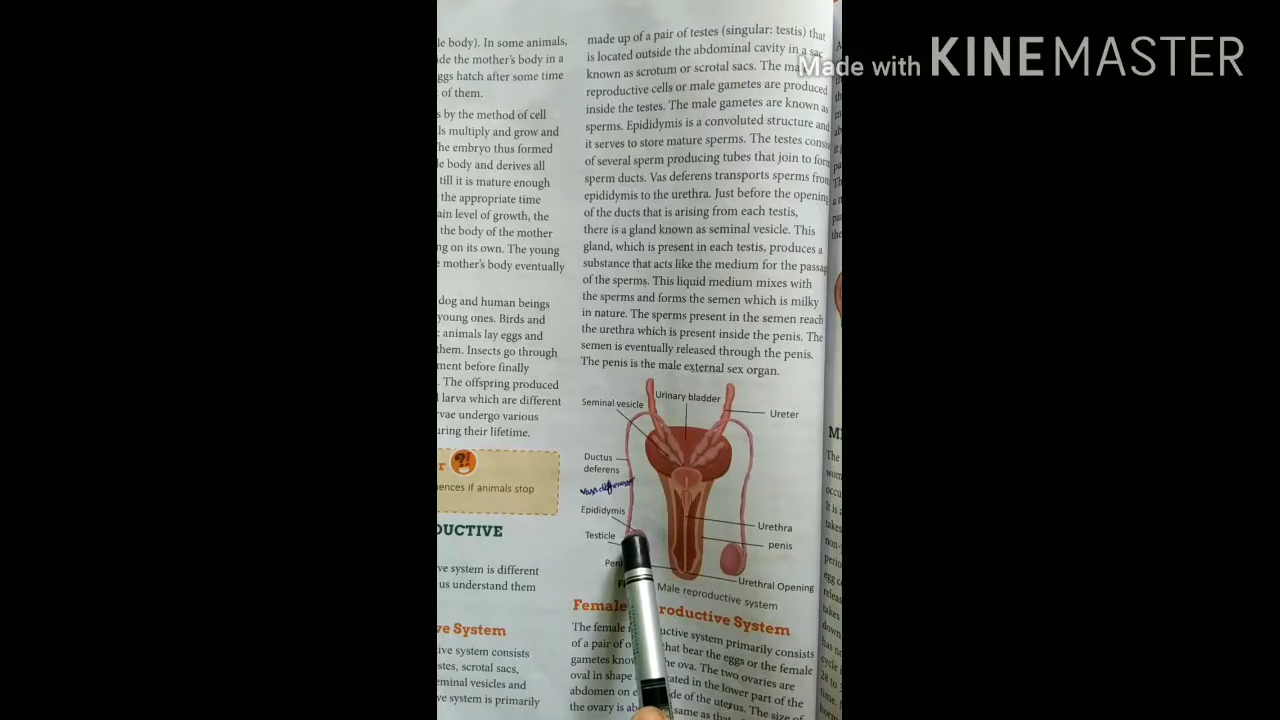 Made with KINEMASTER
le body). In some animals,
ide the mother's body in a
ggs hatch after some time
of them.
s by the method of cell
ls multiply and grow and
he embryo thus formed
e body and derives all
till it is mature enough
the appropriate time
ain level of growth, the
the body of the mother
ng on its own. The young
mother's body eventually
dog and human beings
young ones. Birds and
animals lay eggs and
them. Insects go through
ment before finally
. The offspring produced
larva which are different
rvae undergo various
uring their lifetime.
r ?!
ences if animals stop
DUCTIVE
ve system is different
us understand them
ve System
tive system consists
stes, scrotal sacs,
eminal vesicles and
ve system is primarily
made up of a pair of testes (singular: testis) that
is located outside the abdominal cavity in a sac
known as scrotum or scrotal sacs. The ma
reproductive cells or male gametes are produced
inside the testes. The male gametes are known as
sperms. Epididymis is a convoluted structure and
it serves to store mature sperms. The testes consi
of several sperm producing tubes that join to form
sperm ducts. Vas deferens transports sperms from
epididymis to the urethra. Just before the opening
of the ducts that is arising from each testis,
there is a gland known as seminal vesicle. This
gland, which is present in each testis, produces a
substance that acts like the medium for the passag
of the sperms. This liquid medium mixes with
the sperms and forms the semen which is milky
in nature. The sperms present in the semen reach
the urethra which is present inside the penis. The
semen is eventually released through the penis.
The penis is the male external sex organ.
Seminal vesicle
Urinary bladder
Ureter
Ductus
deferens
Epididymis
Testicle
Urethra
penis
Peni
Urethral Opening
Male reproductive system
Female productive System
The female r uctive system primarily consists
of a pair of o that bear the eggs or the female
gametes kno he ova. The two ovaries are
oval in shape cated in the lower part of the
abdomen on e de of the uterus. The size of
the ovary is ab same as that